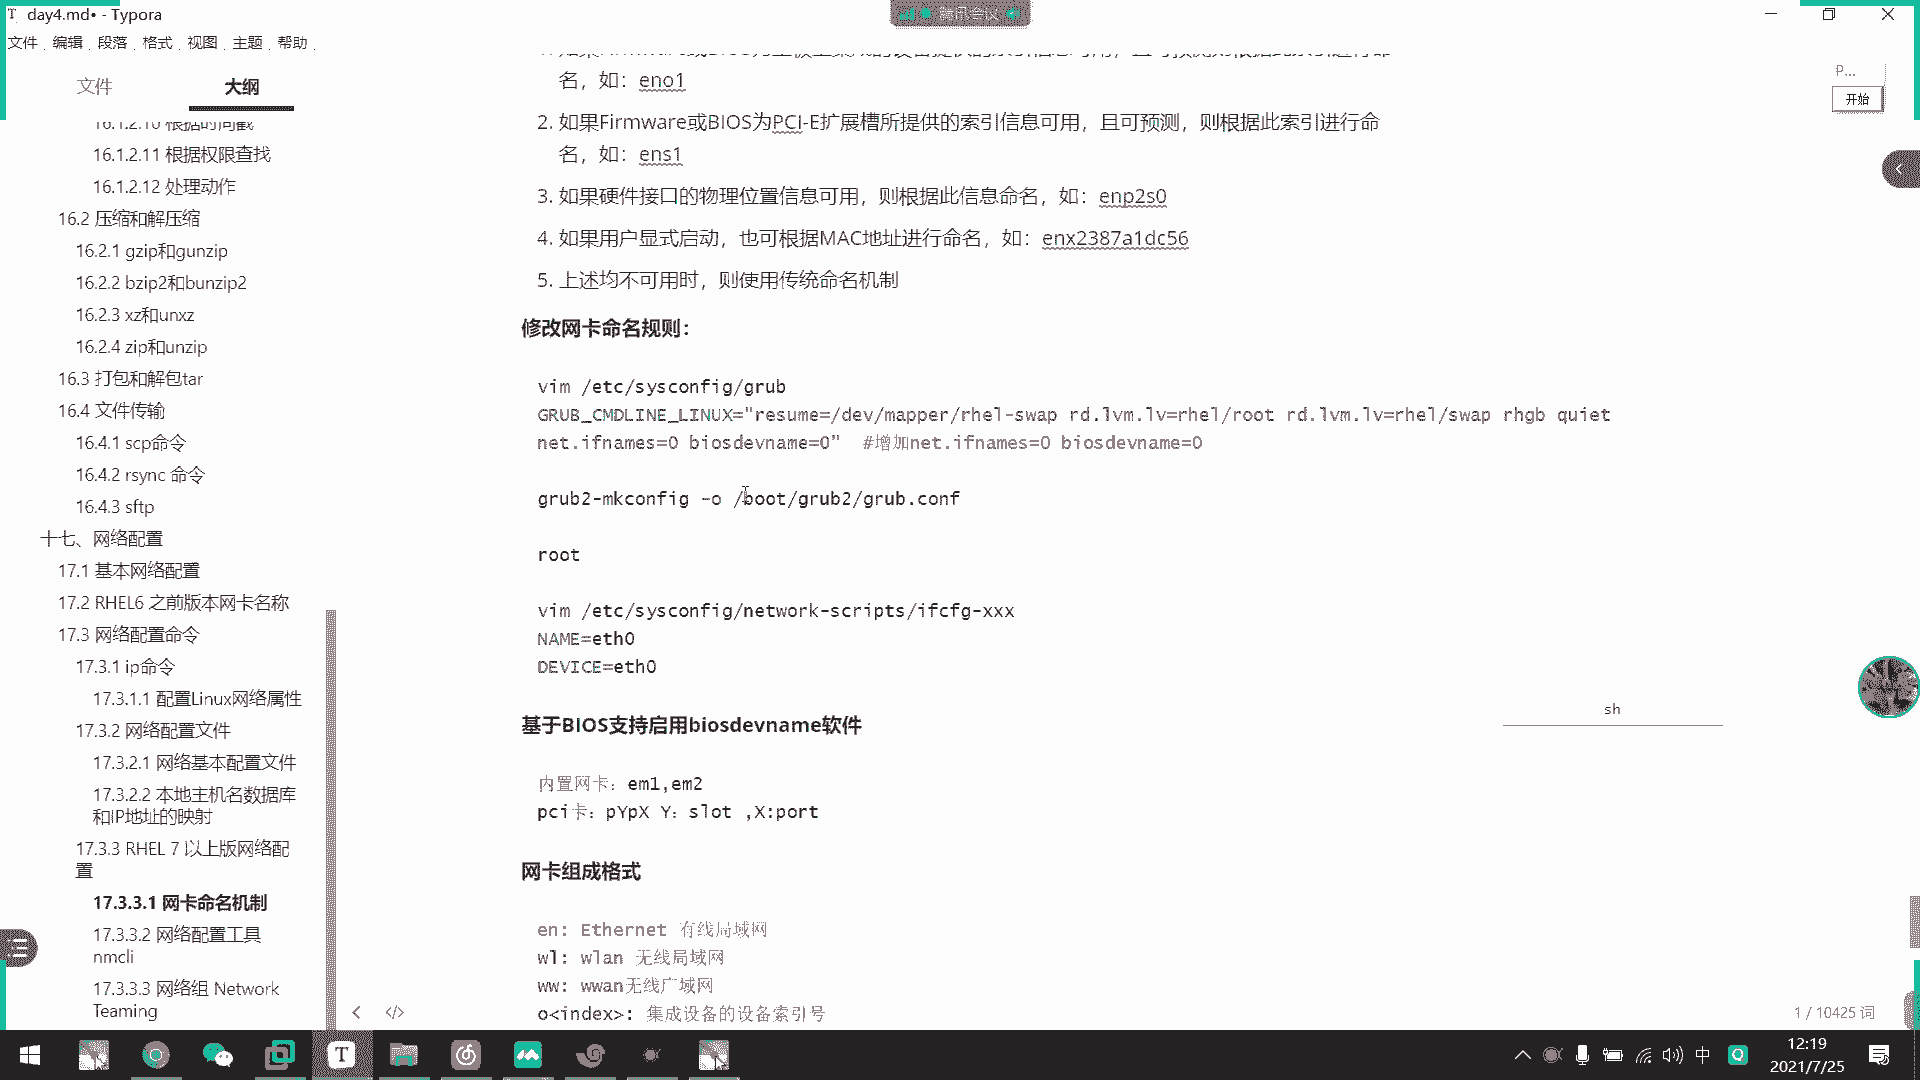 day4.md• - Typora
腾讯会议
文件 编辑 段落 格式 视图 主题 帮助
文件 大纲
16.1.2.10 根据时间戳
16.1.2.11 根据权限查找
16.1.2.12 处理动作
16.2 压缩和解压缩
16.2.1 gzip和gunzip
16.2.2 bzip2和bunzip2
16.2.3 xz和unxz
16.2.4 zip和unzip
16.3 打包和解包tar
16.4 文件传输
16.4.1 scp命令
16.4.2 rsync 命令
16.4.3 sftp
十七、网络配置
17.1 基本网络配置
17.2 RHEL6 之前版本网卡名称
17.3 网络配置命令
17.3.1 ip命令
17.3.1.1 配置Linux网络属性
17.3.2 网络配置文件
17.3.2.1 网络基本配置文件
17.3.2.2 本地主机名数据库
和IP地址的映射
17.3.3 RHEL 7 以上版网络配
置
17.3.3.1 网卡命名机制
17.3.3.2 网络配置工具
nmcli
17.3.3.3 网络组 Network
Teaming
名，如：eno1
2. 如果Firmware或BIOS为PCI-E扩展槽所提供的索引信息可用，且可预测，则根据此索引进行命
名，如：ens1
3. 如果硬件接口的物理位置信息可用，则根据此信息命名，如：enp2s0
4. 如果用户显式启动，也可根据MAC地址进行命名，如：enx2387a1dc56
5. 上述均不可用时，则使用传统命名机制
修改网卡命名规则：
vim /etc/sysconfig/grub
GRUB_CMDLINE_LINUX="resume=/dev/mapper/rhel-swap rd.lvm.lv=rhel/root rd.lvm.lv=rhel/swap rhgb quiet
net.ifnames=0 biosdevname=0" #增加net.ifnames=0 biosdevname=0
grub2-mkconfig -o /boot/grub2/grub.conf
root
vim /etc/sysconfig/network-scripts/ifcfg-xxx
NAME=eth0
DEVICE=eth0
sh
基于BIOS支持启用biosdevname软件
内置网卡：em1,em2
pci卡：pYpX Y：slot ,X:port
网卡组成格式
en: Ethernet 有线局域网
wl: wlan 无线局域网
ww: wwan无线广域网
o<index>: 集成设备的设备索引号
P...
开始
1 / 10425 词
中
12:19
2021/7/25